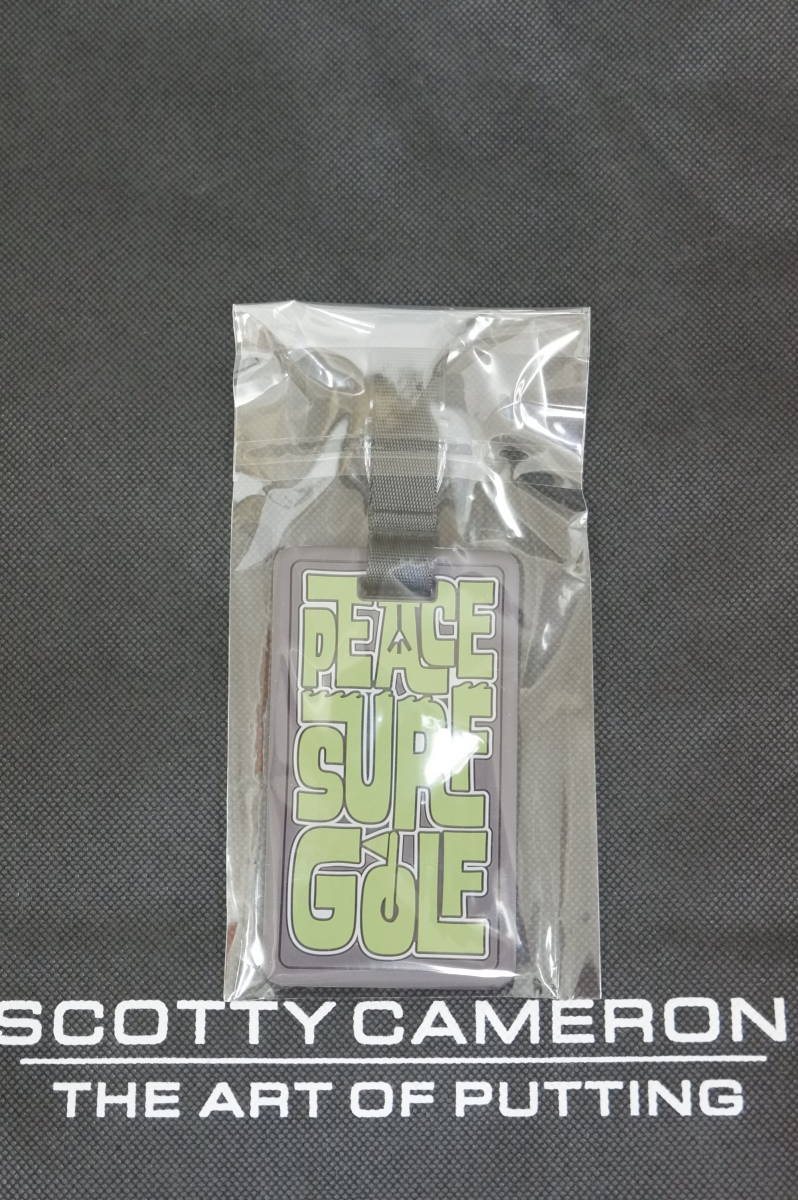 PEACE
SURF
GOLF
SCOTTY CAMERON
THE ART OF PUTTING